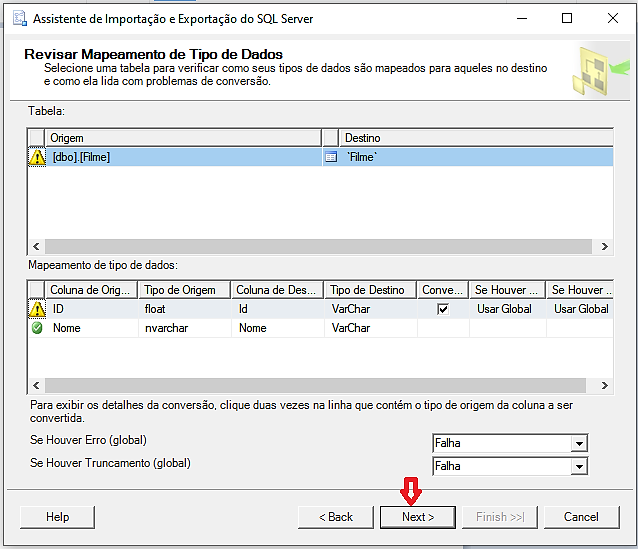 Assistente de Importação e Exportação do SQL Server
Revisar Mapeamento de Tipo de Dados
Selecione uma tabela para verificar como seus tipos de dados são mapeados para aqueles no destino
e como ela lida com problemas de conversão.
Tabela:
Origem Destino
[dbo].[Filme] `Filme`
Mapeamento de tipo de dados:
Coluna de Orig... Tipo de Origem Coluna de Des... Tipo de Destino Conve... Se Houver ... Se Houver ...
ID float Id VarChar Usar Global Usar Global
Nome nvarchar Nome VarChar
Para exibir os detalhes da conversão, clique duas vezes na linha que contém o tipo de origem da coluna a ser
convertida.
Se Houver Erro (global) Falha
Se Houver Truncamento (global) Falha
Help < Back Next > Finish >>| Cancel